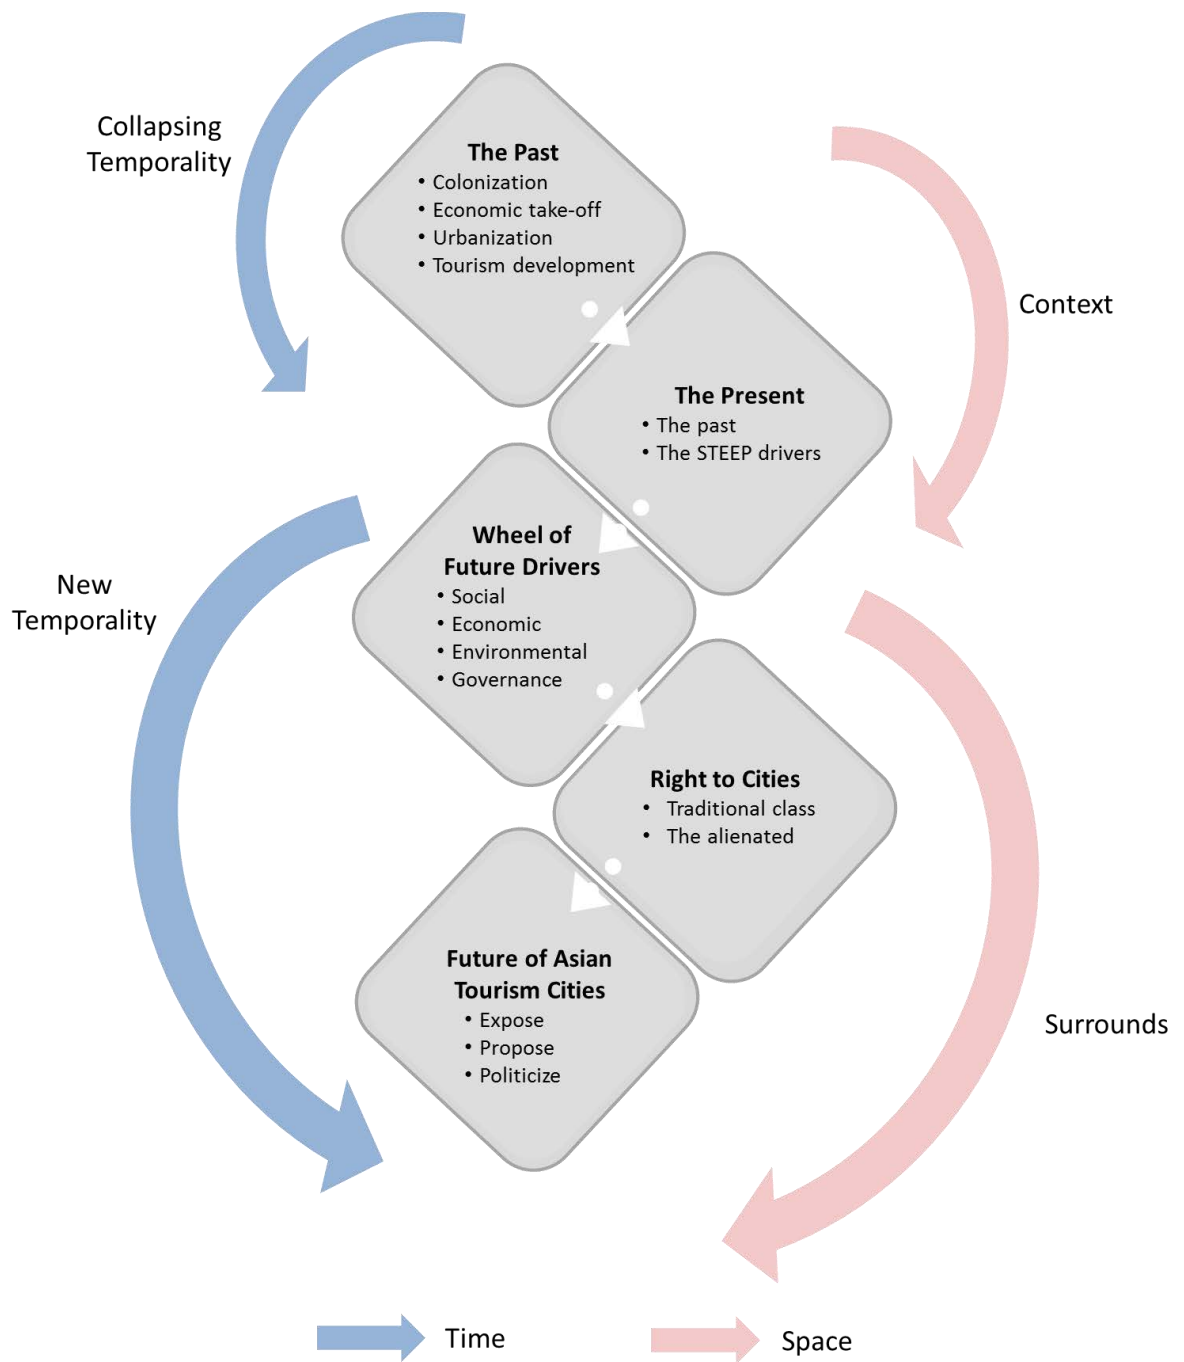 Collapsing
Temporality
The Past
• Colonization
• Economic take-off
• Urbanization
• Tourism development
Context
The Present
• The past
• The STEEP drivers
New
Temporality
Wheel of
Future Drivers
• Social
• Economic
• Environmental
• Governance
Right to Cities
• Traditional class
• The alienated
Future of Asian
Tourism Cities
• Expose
• Propose
• Politicize
Surrounds
Time
Space